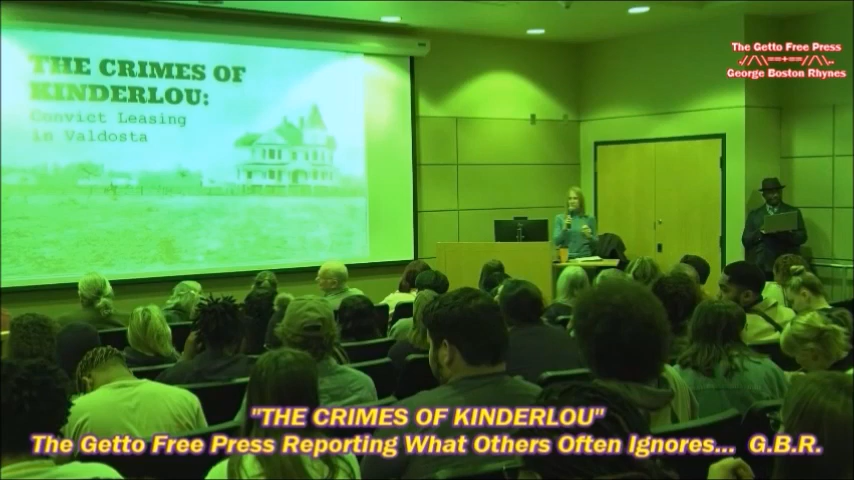 THE CRIMES OF
KINDERLOU:
Convict Leasing
in Valdosta
The Getto Free Press
George Boston Rhynes
"THE CRIMES OF KINDERLOU"
The Getto Free Press Reporting What Others Often Ignores... G.B.R.